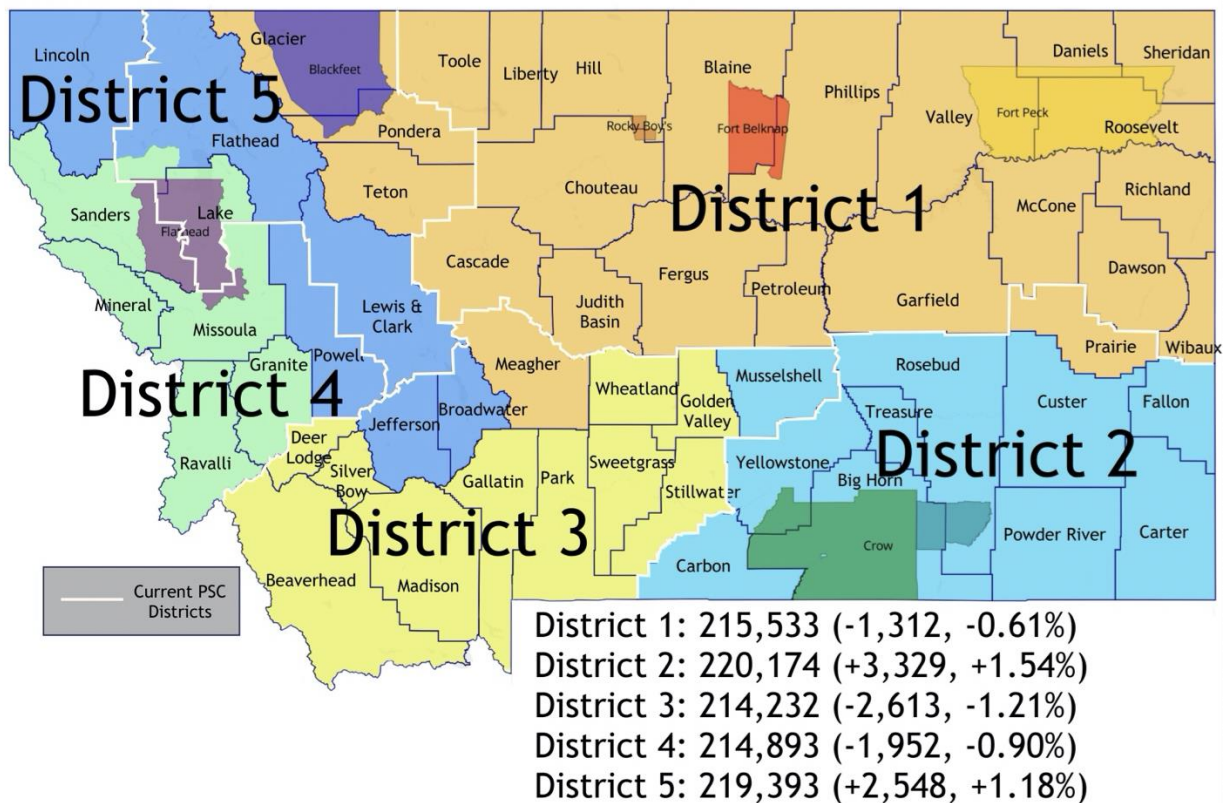 Lincoln
Glacier
Blackfeet
Toole
Liberty
Hill
Blaine
Phillips
Valley
Daniels
Sheridan
District 5
Fort Peck
Roosevelt
Rocky Boy's
Fort Belknap
Flathead
Pondera
Teton
Chouteau
District 1
McCone
Richland
Sanders
Lake
Flathead
Cascade
Fergus
Petroleum
Garfield
Dawson
Mineral
Missoula
Lewis &
Clark
Judith
Basin
Prairie
Wibaux
Granite
Powell
Meagher
Wheatland
Golden
Valley
Musselshell
Rosebud
Custer
Fallon
District 4
Broadwater
Jefferson
Treasure
District 2
Ravalli
Deer
Lodge
Silver
Bow
Gallatin
Park
Sweetgrass
Stillwater
Yellowstone
Big Horn
District 3
Powder River
Carter
Crow
Carbon
Beaverhead
Madison
Current PSC
Districts
District 1: 215,533 (-1,312, -0.61%)
District 2: 220,174 (+3,329, +1.54%)
District 3: 214,232 (-2,613, -1.21%)
District 4: 214,893 (-1,952, -0.90%)
District 5: 219,393 (+2,548, +1.18%)